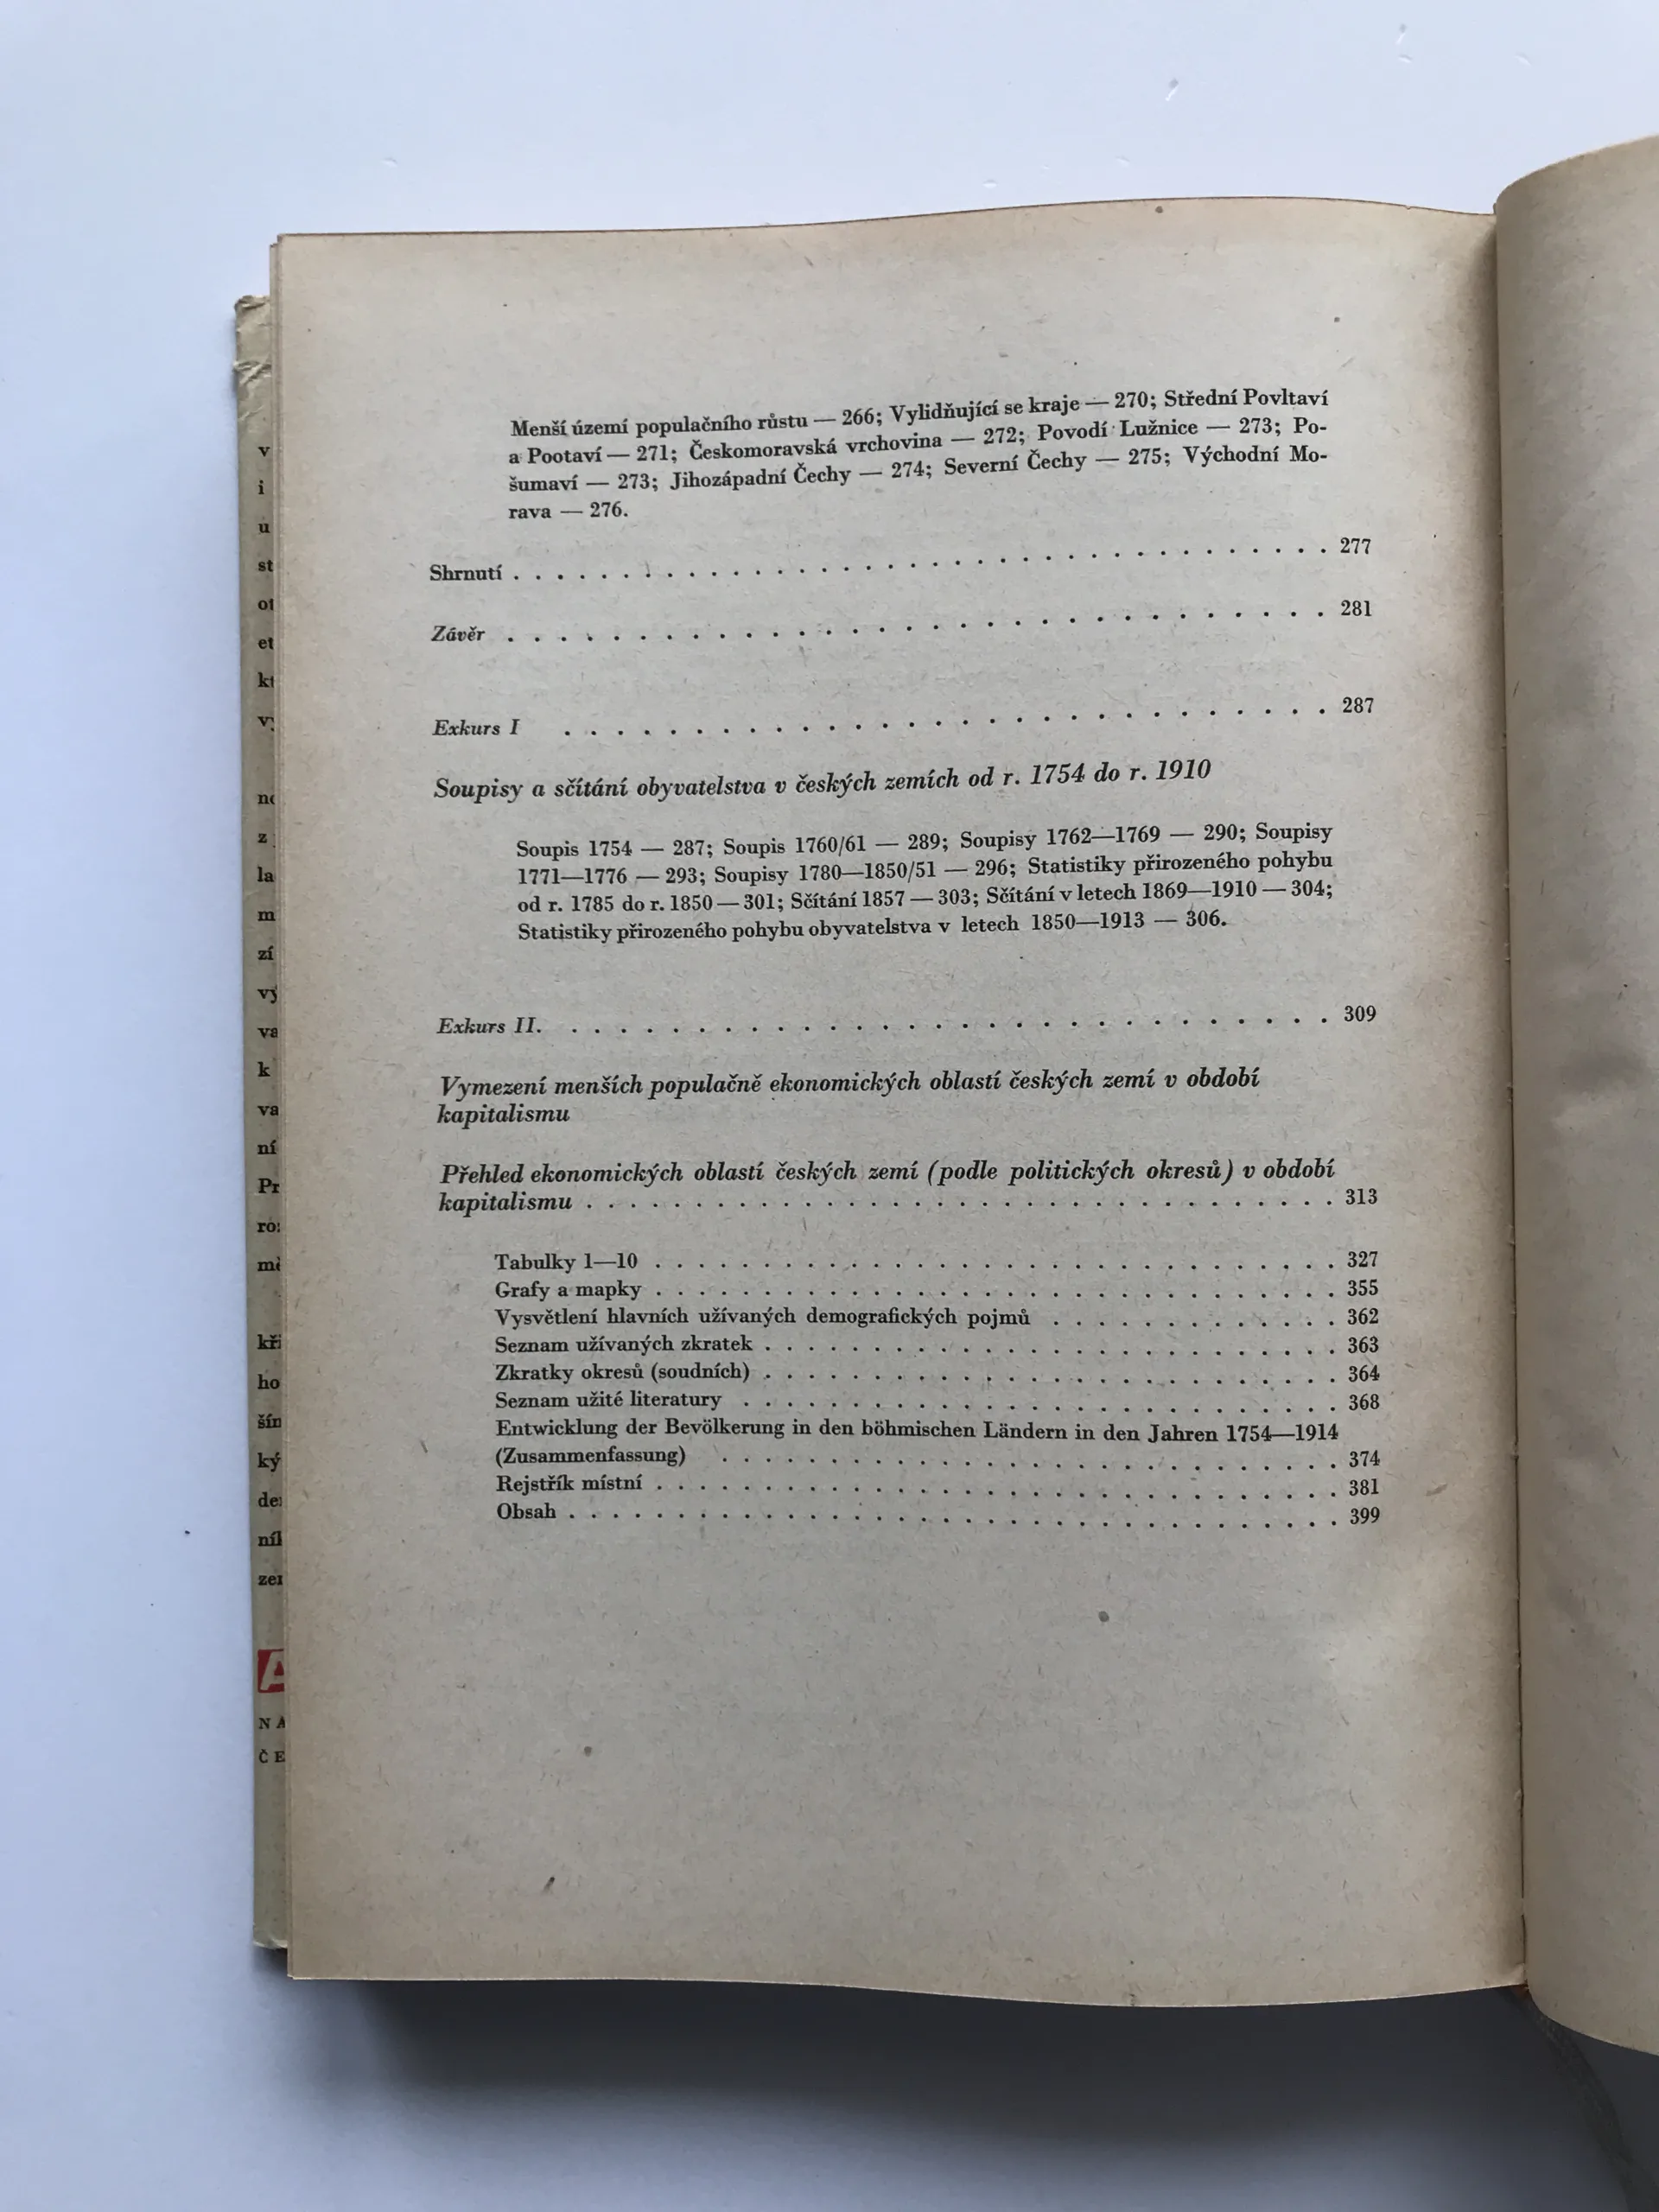 Menší území populačního růstu — 266; Vylidňující se kraje — 270; Střední Povltaví
a Pootaví — 271; Českomoravská vrchovina — 272; Povodí Lužnice — 273; Po-
šumaví — 273; Jihozápadní Čechy — 274; Severní Čechy — 275; Východní Mo-
rava — 276.
Shrnutí . . . . . . . . . . . . . . . . . . . . . . . . . . . . . . 277
Závěr . . . . . . . . . . . . . . . . . . . . . . . . . . . . . . 281
Exkurs I . . . . . . . . . . . . . . . . . . . . . . . . . . . . . . 287
Soupisy a sčítání obyvatelstva v českých zemích od r. 1754 do r. 1910
Soupis 1754 — 287; Soupis 1760/61 — 289; Soupisy 1762—1769 — 290; Soupisy
1771—1776 — 293; Soupisy 1780—1850/51 — 296; Statistiky přirozeného pohybu
od r. 1785 do r. 1850 — 301; Sčítání 1857 — 303; Sčítání v letech 1869—1910 — 304;
Statistiky přirozeného pohybu obyvatelstva v letech 1850—1913 — 306.
Exkurs II. . . . . . . . . . . . . . . . . . . . . . . . . . . . . . 309
Vymezení menších populačně ekonomických oblastí českých zemí v období
kapitalismu
Přehled ekonomických oblastí českých zemí (podle politických okresů) v období
kapitalismu . . . . . . . . . . . . . . . . . . . . . . . . . . . . . 313
Tabulky 1—10 . . . . . . . . . . . . . . . . . . . . . . . . . . 327
Grafy a mapky . . . . . . . . . . . . . . . . . . . . . . . . . . 355
Vysvětlení hlavních užívaných demografických pojmů . . . . . . . . . . . . . 362
Seznam užívaných zkratek . . . . . . . . . . . . . . . . . . . . . . 363
Zkratky okresů (soudních) . . . . . . . . . . . . . . . . . . . . . . 364
Seznam užité literatury . . . . . . . . . . . . . . . . . . . . . . 368
Entwicklung der Bevölkerung in den böhmischen Ländern in den Jahren 1754—1914
(Zusammenfassung) . . . . . . . . . . . . . . . . . . . . . . . . 374
Rejstřík místní . . . . . . . . . . . . . . . . . . . . . . . . . . 381
Obsah . . . . . . . . . . . . . . . . . . . . . . . . . . . . . . 399